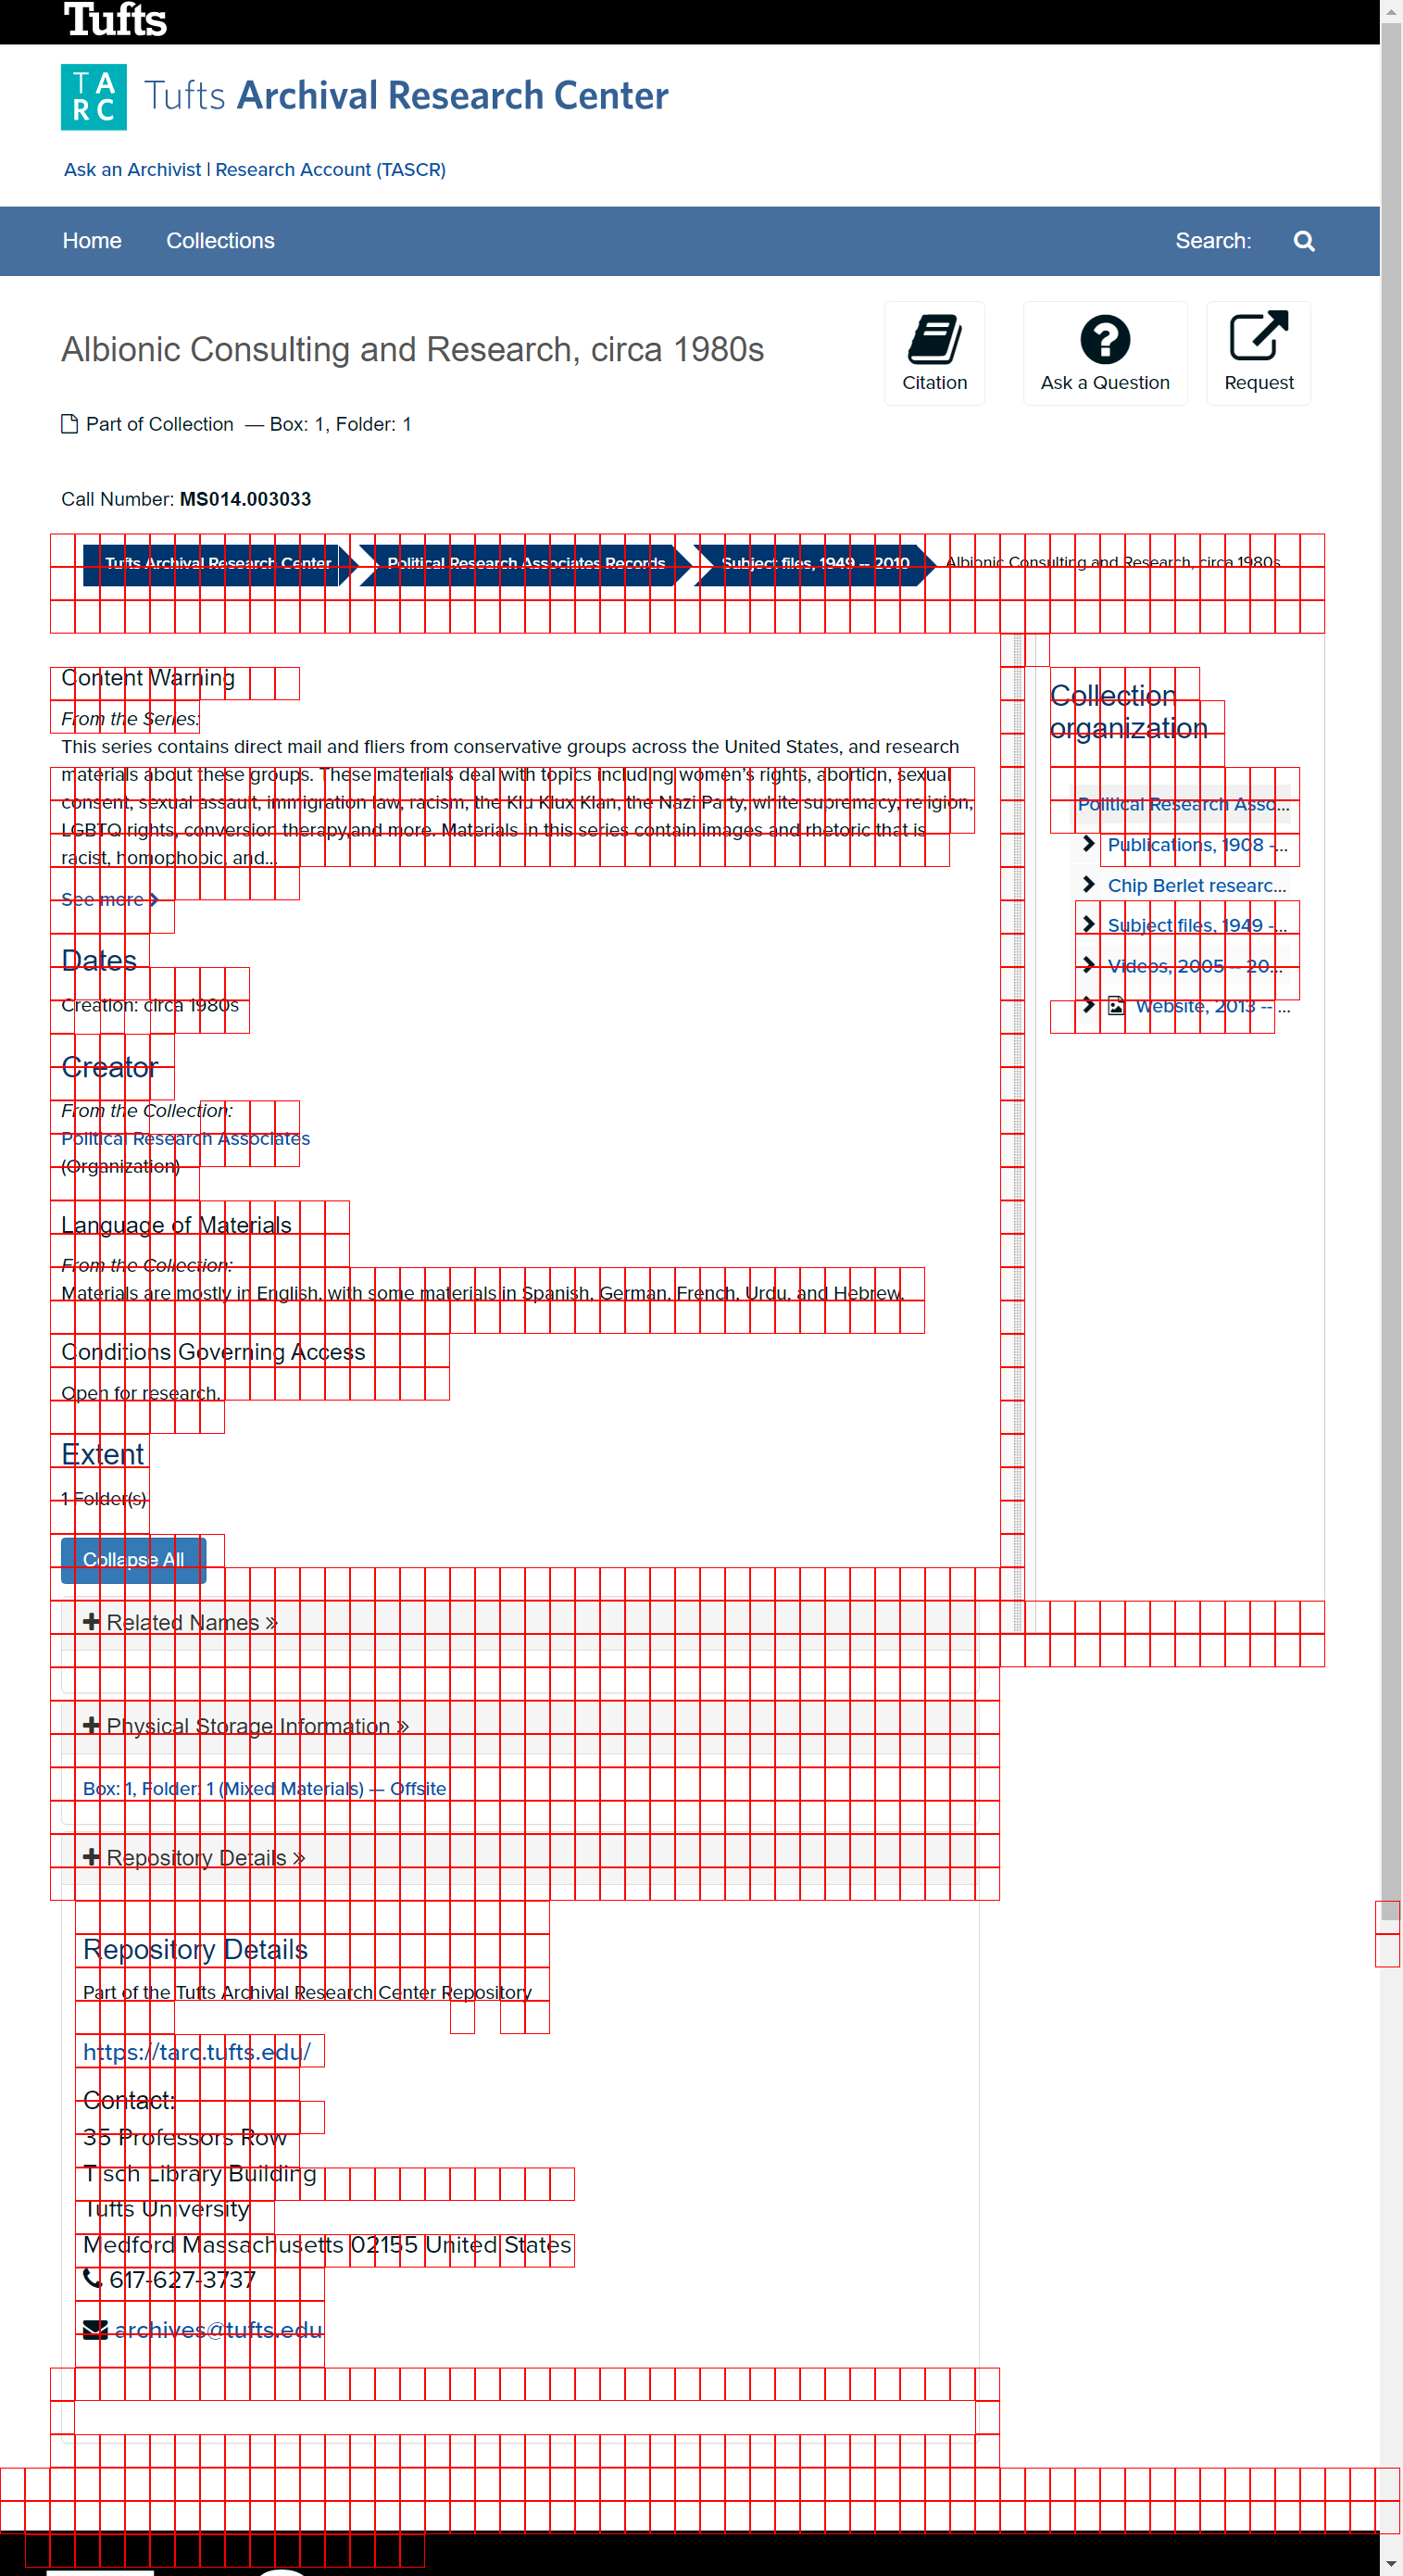 Tufts
TA
RC
Tufts Archival Research Center
Ask an Archivist | Research Account (TASCR)
Home Collections Search:
Albionic Consulting and Research, circa 1980s
Citation Ask a Question Request
Part of Collection — Box: 1, Folder: 1
Call Number: MS014.003033
Tufts Archival Research Center Political Research Associates Records Subject files, 1949 -- 2010 Albionic Consulting and Research, circa 1980s
Content Warning
From the Series:
This series contains direct mail and fliers from conservative groups across the United States, and research
materials about these groups. These materials deal with topics including women's rights, abortion, sexual
consent, sexual assault, immigration law, racism, the Klu Klux Klan, the Nazi Party, white supremacy, religion,
LGBTQ rights, conversion therapy,and more. Materials in this series contain images and rhetoric that is
racist, homophobic, and...
See more
Dates
Creation: circa 1980s
Creator
From the Collection:
Political Research Associates
(Organization)
Language of Materials
From the Collection:
Materials are mostly in English, with some materials in Spanish, German, French, Urdu, and Hebrew.
Conditions Governing Access
Open for research.
Extent
1 Folder(s)
Collapse All
Related Names »
Physical Storage Information »
Box: 1, Folder: 1 (Mixed Materials) — Offsite
Repository Details »
Repository Details
Part of the Tufts Archival Research Center Repository
https://tarc.tufts.edu/
Contact:
35 Professors Row
Tisch Library Building
Tufts University
Medford Massachusetts 02155 United States
617-627-3737
archives@tufts.edu
Collection
organization
Political Research Asso...
Publications, 1908 -...
Chip Berlet researc...
Subject files, 1949 -...
Videos, 2005 -- 20...
Website, 2013 -- ...